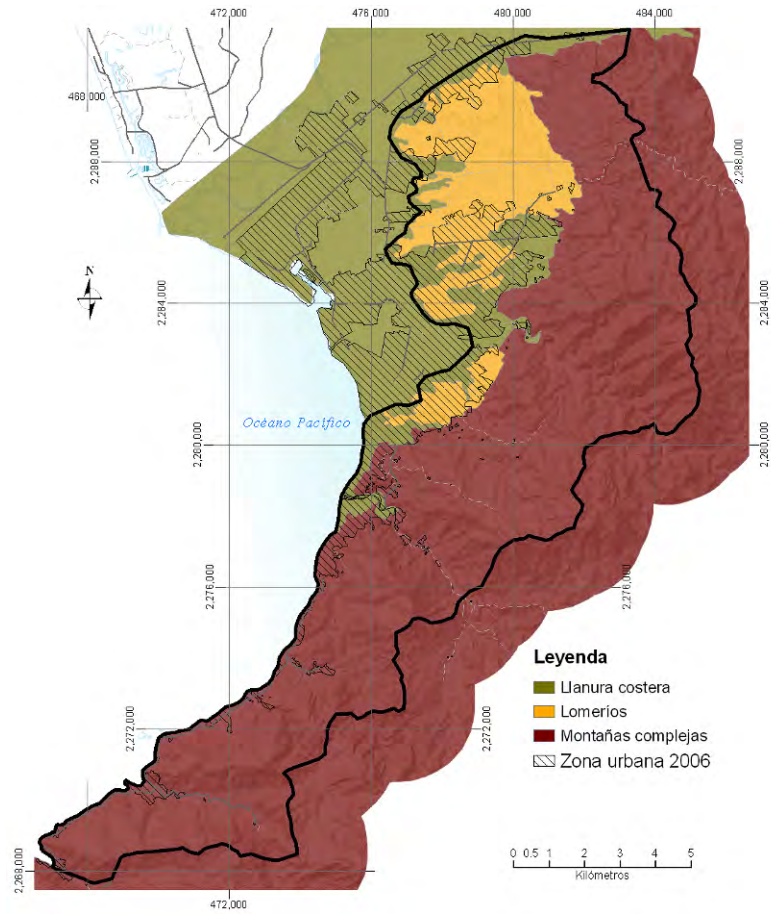 472,000
476,000
480,000
484,000
468,000
2,288,000
2,288,000
N
2,284,000
2,284,000
Océano Pacífico
2,280,000
2,280,000
2,276,000
2,276,000
Leyenda
Llanura costera
Lomeríos
Montañas complejas
Zona urbana 2006
2,272,000
2,272,000
0 0.5 1 2 3 4 5
Kilómetros
2,268,000
472,000